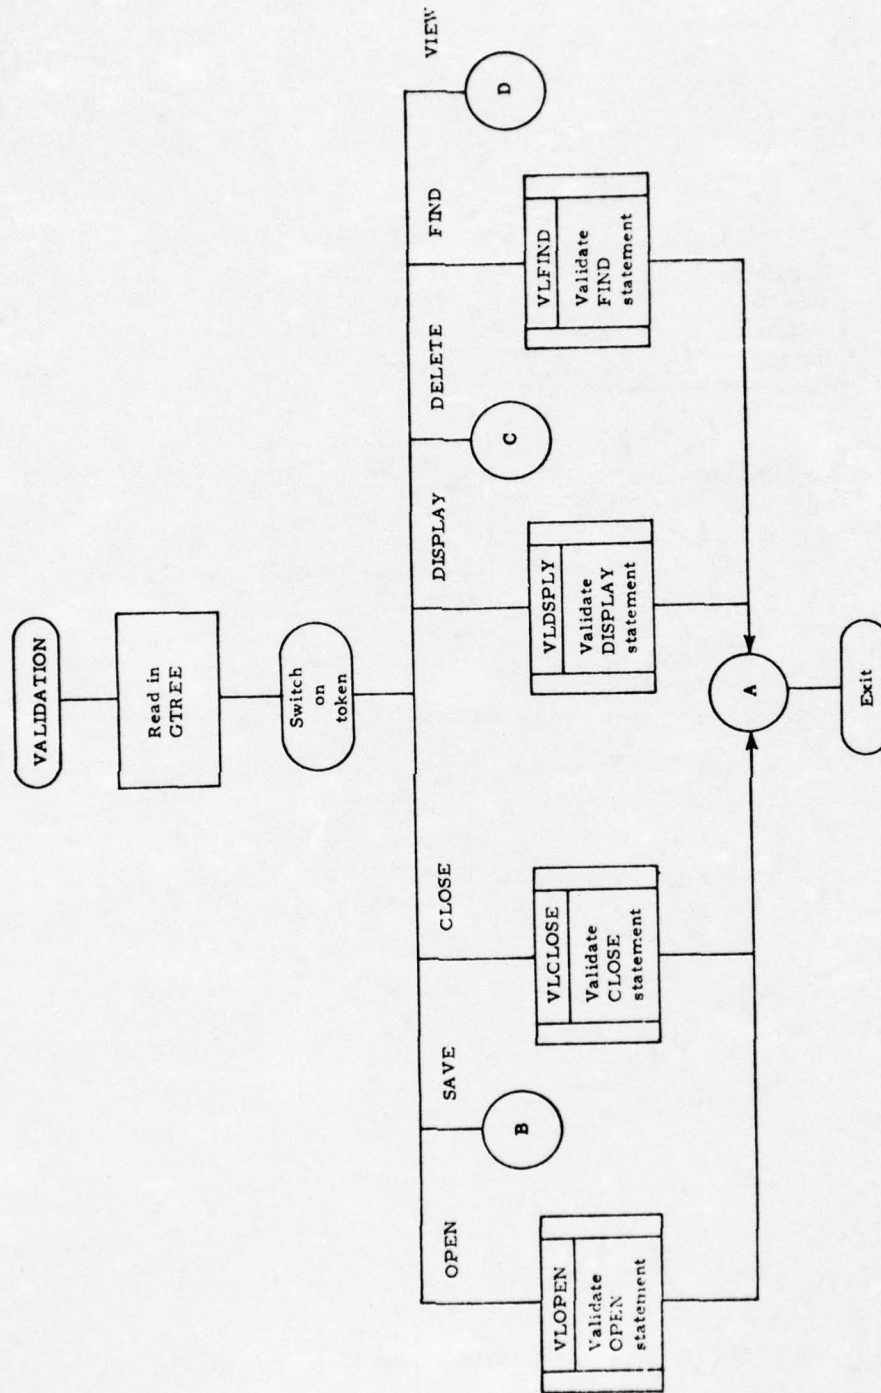 VALIDATION
Read in
GTREE
Switch
on
token
OPEN
SAVE
CLOSE
DISPLAY
DELETE
FIND
VIEW
B
C
D
VLOPEN
Validate
OPEN
statement
VLCLOSE
Validate
CLOSE
statement
VLDSPLY
Validate
DISPLAY
statement
VLFIND
Validate
FIND
statement
A
Exit